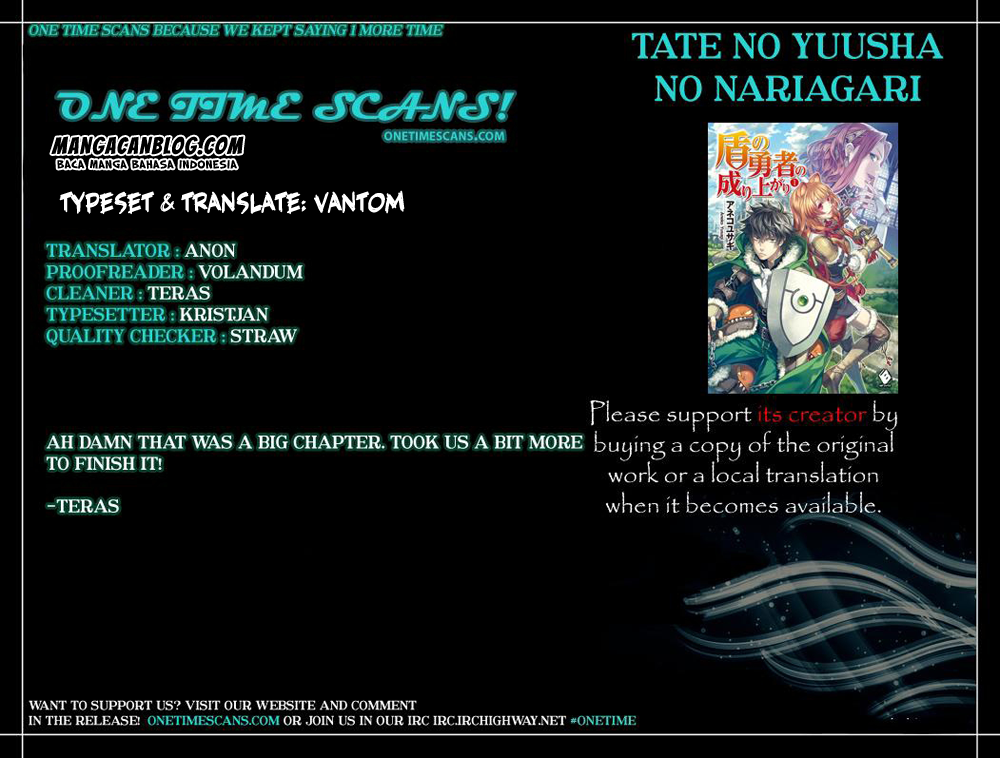 ONE TIME SCANS BECAUSE WE KEPT SAYING 1 MORE TIME
ONE TIME SCANS!
ONETIMESCANS.COM
MANGACANBLOG.COM
BACA MANGA BAHASA INDONESIA
TYPESET & TRANSLATE: VANTOM
TRANSLATOR : ANON
PROOFREADER : VOLANDUM
CLEANER : TERAS
TYPESETTER : KRISTJAN
QUALITY CHECKER : STRAW
AH DAMN THAT WAS A BIG CHAPTER. TOOK US A BIT MORE
TO FINISH IT!
-TERAS
TATE NO YUUSHA
NO NARIAGARI
盾の
勇者の
成り上がり
1
アネコユサギ
Please support its creator by
buying a copy of the original
work or a local translation
when it becomes available.
WANT TO SUPPORT US? VISIT OUR WEBSITE AND COMMENT
IN THE RELEASE! ONETIMESCANS.COM OR JOIN US IN OUR IRC IRC.IRCHIGHWAY.NET #ONETIME